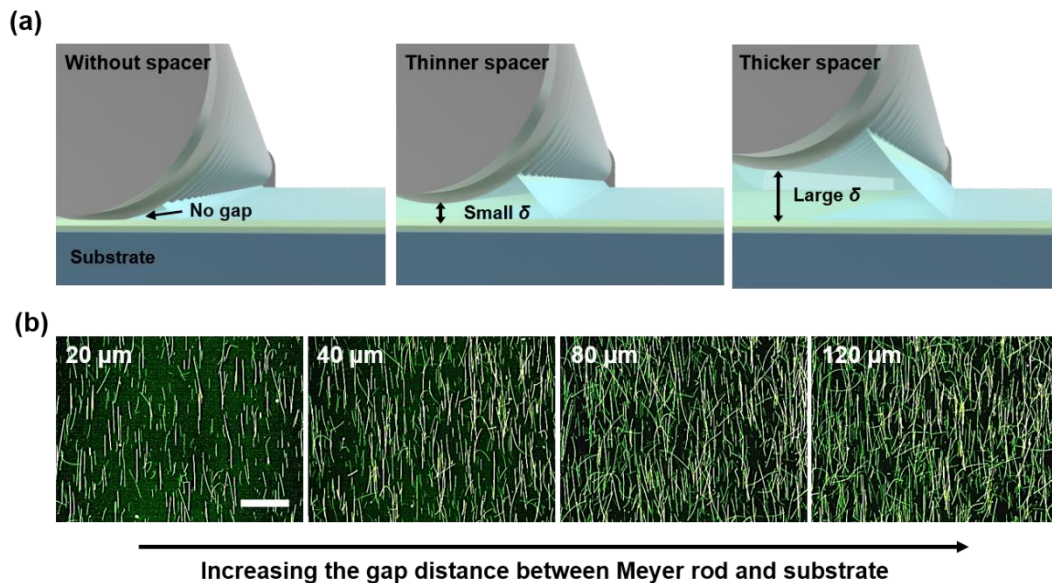 (a)
Without spacer
Thinner spacer
Thicker spacer
No gap
Small δ
Large δ
Substrate
(b)
20 μm
40 μm
80 μm
120 μm
Increasing the gap distance between Meyer rod and substrate